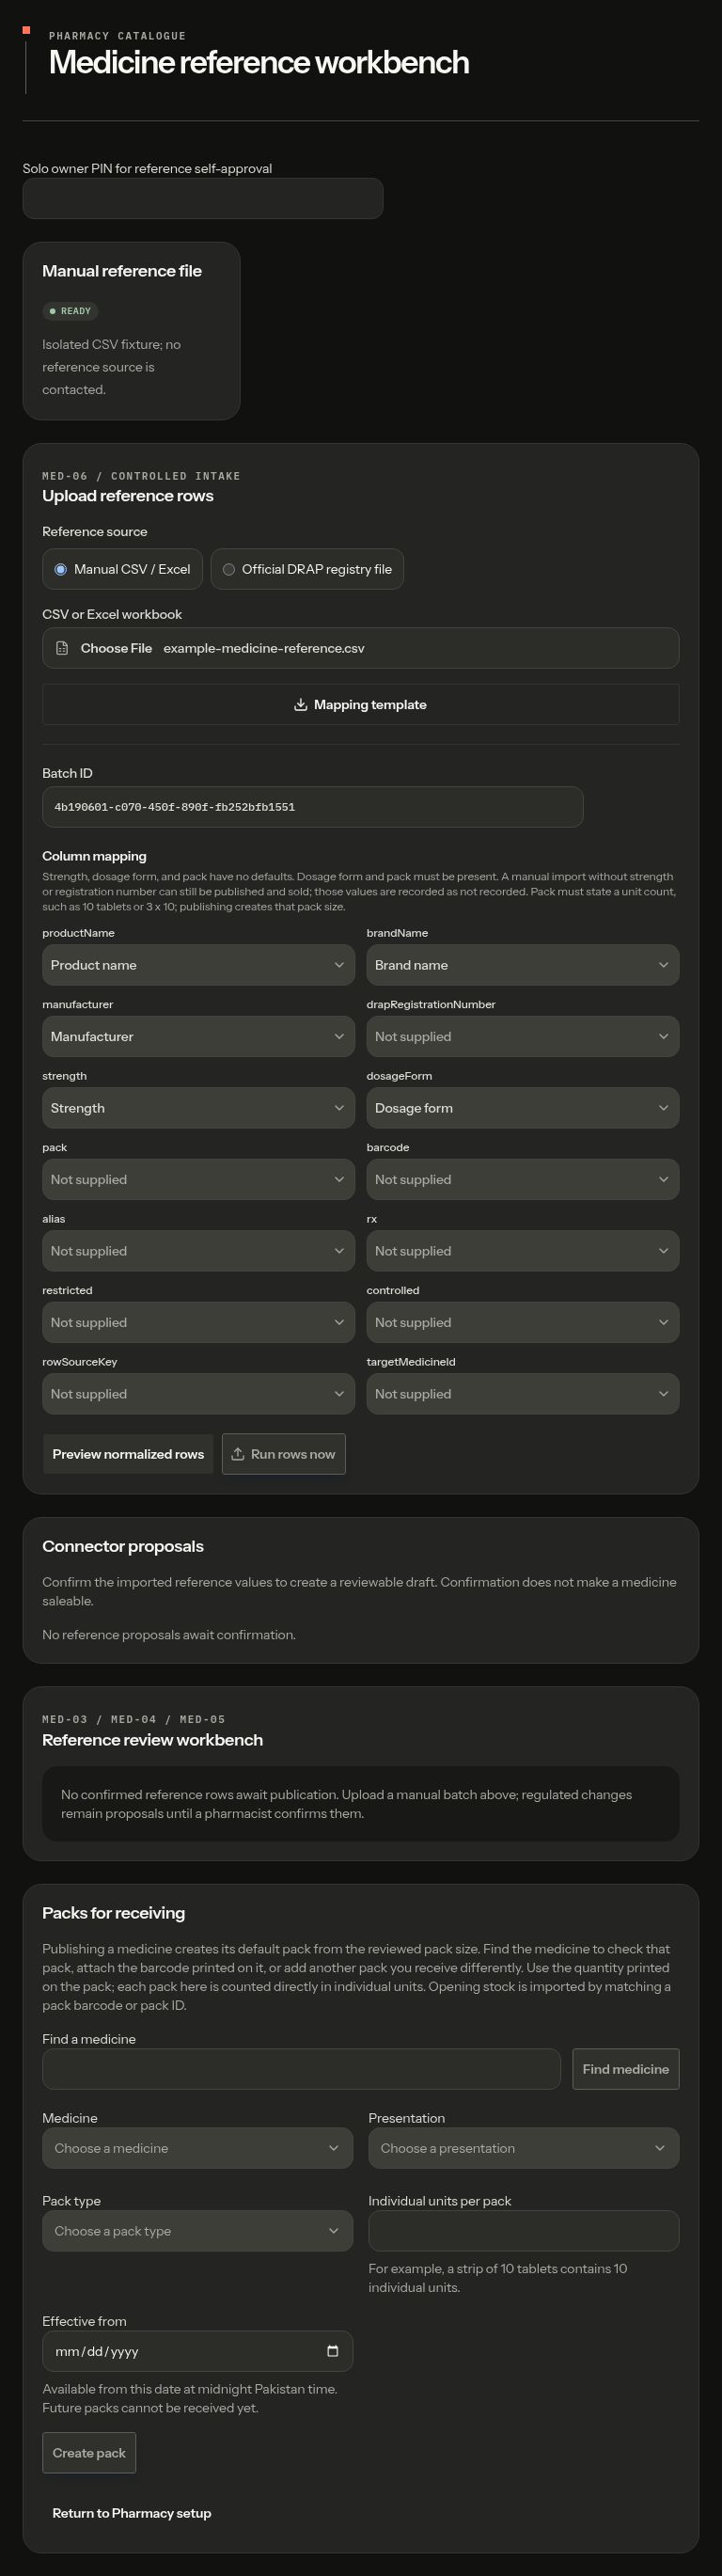 PHARMACY CATALOGUE
Medicine reference workbench
Solo owner PIN for reference self-approval
Manual reference file
READY
Isolated CSV fixture; no
reference source is
contacted.
MED-06 / CONTROLLED INTAKE
Upload reference rows
Reference source
Manual CSV / Excel
Official DRAP registry file
CSV or Excel workbook
Choose File example-medicine-reference.csv
Mapping template
Batch ID
4b190601-c070-450f-890f-fb252bfb1551
Column mapping
Strength, dosage form, and pack have no defaults. Dosage form and pack must be present. A manual import without strength
or registration number can still be published and sold; those values are recorded as not recorded. Pack must state a unit count,
such as 10 tablets or 3 x 10; publishing creates that pack size.
productName
brandName
Product name
Brand name
manufacturer
drapRegistrationNumber
Manufacturer
Not supplied
strength
dosageForm
Strength
Dosage form
pack
barcode
Not supplied
Not supplied
alias
rx
Not supplied
Not supplied
restricted
controlled
Not supplied
Not supplied
rowSourceKey
targetMedicineId
Not supplied
Not supplied
Preview normalized rows
Run rows now
Connector proposals
Confirm the imported reference values to create a reviewable draft. Confirmation does not make a medicine
saleable.
No reference proposals await confirmation.
MED-03 / MED-04 / MED-05
Reference review workbench
No confirmed reference rows await publication. Upload a manual batch above; regulated changes
remain proposals until a pharmacist confirms them.
Packs for receiving
Publishing a medicine creates its default pack from the reviewed pack size. Find the medicine to check that
pack, attach the barcode printed on it, or add another pack you receive differently. Use the quantity printed
on the pack; each pack here is counted directly in individual units. Opening stock is imported by matching a
pack barcode or pack ID.
Find a medicine
Find medicine
Medicine
Presentation
Choose a medicine
Choose a presentation
Pack type
Individual units per pack
Choose a pack type
For example, a strip of 10 tablets contains 10
individual units.
Effective from
mm/dd/yyyy
Available from this date at midnight Pakistan time.
Future packs cannot be received yet.
Create pack
Return to Pharmacy setup